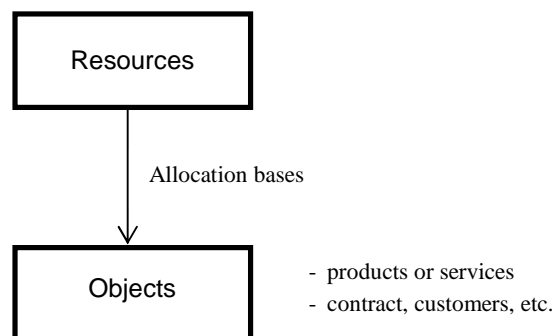 Resources
Allocation bases
Objects
- products or services
- contract, customers, etc.